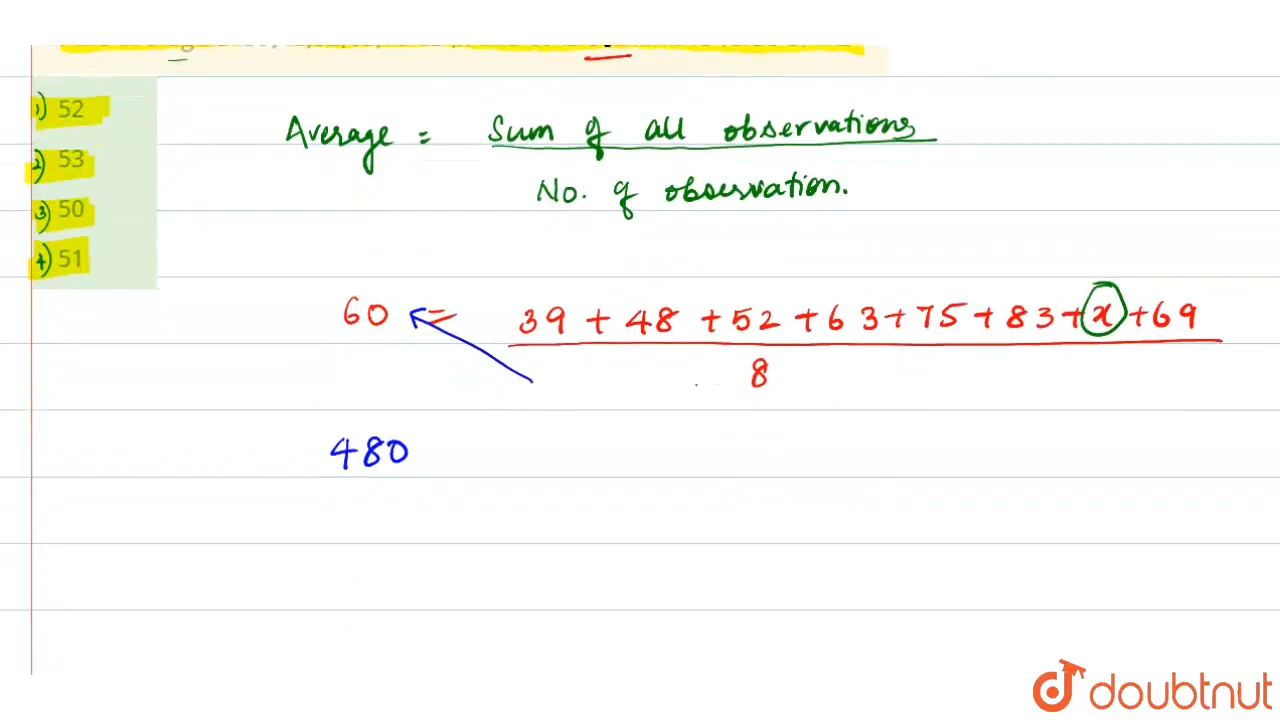 1) 52
2) 53
3) 50
4) 51
Average = Sum of all observations
No. of observation.
60 = 39 + 48 + 52 + 63 + 75 + 83 + x + 69
8
480
doubtnut